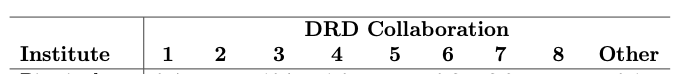 DRD Collaboration
Institute 1 2 3 4 5 6 7 8 Other